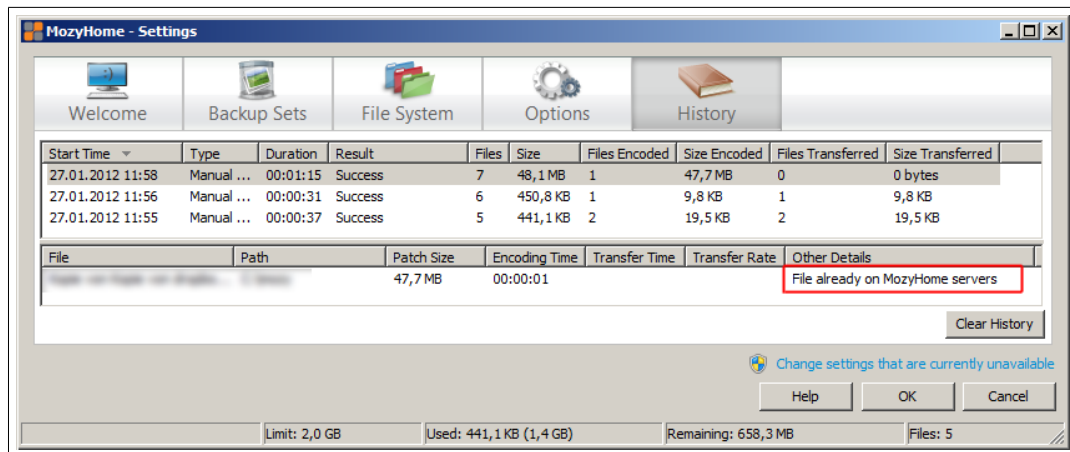 MozyHome - Settings
Welcome Backup Sets File System Options History
Start Time Type Duration Result Files Size Files Encoded Size Encoded Files Transferred Size Transferred
27.01.2012 11:58 Manual ... 00:01:15 Success 7 48,1 MB 1 47,7 MB 0 0 bytes
27.01.2012 11:56 Manual ... 00:00:31 Success 6 450,8 KB 1 9,8 KB 1 9,8 KB
27.01.2012 11:55 Manual ... 00:00:37 Success 5 441,1 KB 2 19,5 KB 2 19,5 KB
File Path Patch Size Encoding Time Transfer Time Transfer Rate Other Details
47,7 MB 00:00:01 File already on MozyHome servers
Clear History
Change settings that are currently unavailable
Help OK Cancel
Limit: 2,0 GB Used: 441,1 KB (1,4 GB) Remaining: 658,3 MB Files: 5